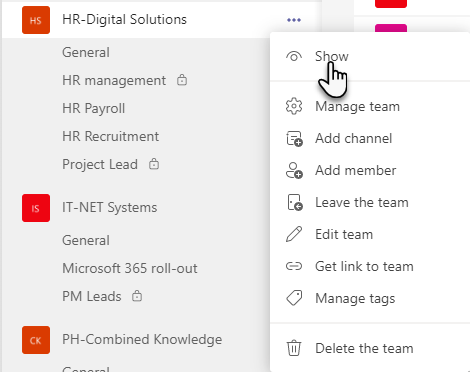 HS HR-Digital Solutions ...
General
HR management
HR Payroll
HR Recruitment
Project Lead
IS IT-NET Systems
General
Microsoft 365 roll-out
PM Leads
CK PH-Combined Knowledge
General
Show
Manage team
Add channel
Add member
Leave the team
Edit team
Get link to team
Manage tags
Delete the team